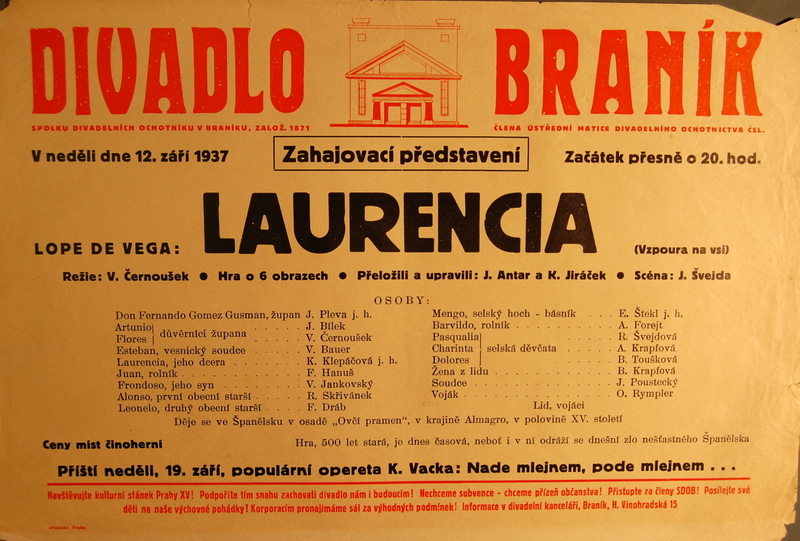 DIVADLO BRANÍK
SPOLKU DIVADELNÍCH OCHOTNÍKŮ V BRANÍKU, ZALOŽ. 1871
ČLENA ÚSTŘEDNÍ MATICE DIVADELNÍHO OCHOTNICTVA ČSL.
V neděli dne 12. září 1937 Zahajovací představení Začátek přesně o 20. hod.
LOPE DE VEGA: LAURENCIA (Vzpoura na vsi)
Režie: V. Černoušek ● Hra o 6 obrazech ● Přeložili a upravili: J. Antar a K. Jiráček ● Scéna: J. Švejda
OSOBY:
Don Fernando Gomez Gusman, župan J. Pleva j. h.
Artunio } důvěrníci župana . . . . . J. Bílek
Flores } důvěrníci župana . . . . . V. Černoušek
Esteban, vesnický soudce . . . . V. Bauer
Laurencia, jeho dcera . . . . . K. Klepáčová j. h.
Juan, rolník . . . . . F. Hanuš
Frondoso, jeho syn . . . . . V. Jankovský
Alonso, první obecní starší . . . R. Skřivánek
Leonelo, druhý obecní starší . . . F. Dráb
Mengo, selský hoch - básník . . . E. Štekl j. h.
Barvildo, rolník . . . . . A. Forejt
Pasqualia } selská děvčata . . . . . R. Švejdová
Charinta } selská děvčata . . . . . A. Krapfová
Dolores } selská děvčata . . . . . B. Toušková
Žena z lidu . . . . . B. Krapfová
Soudce . . . . . J. Poustecký
Voják . . . . . O. Rympler
Lid, vojáci
Děje se ve Španělsku v osadě „Ovčí pramen“, v krajině Almagro, v polovině XV. století
Ceny míst činoherní Hra, 500 let stará, je dnes časová, neboť i v ní odráží se dnešní zlo nešťastného Španělska
Příští neděli, 19. září, populární opereta K. Vacka: Nade mlejnem, pode mlejnem . . .
Navštěvujte kulturní stánek Prahy XV! Podpoříte tím snahu zachovati divadlo nám i budoucím! Nechceme subvence - chceme přízeň občanstva! Přistupte za členy SDOB! Posílejte své
děti na naše výchovné pohádky! Korporacím pronajímáme sál za výhodných podmínek! Informace v divadelní kanceláři, Braník, H. Vinohradská 15